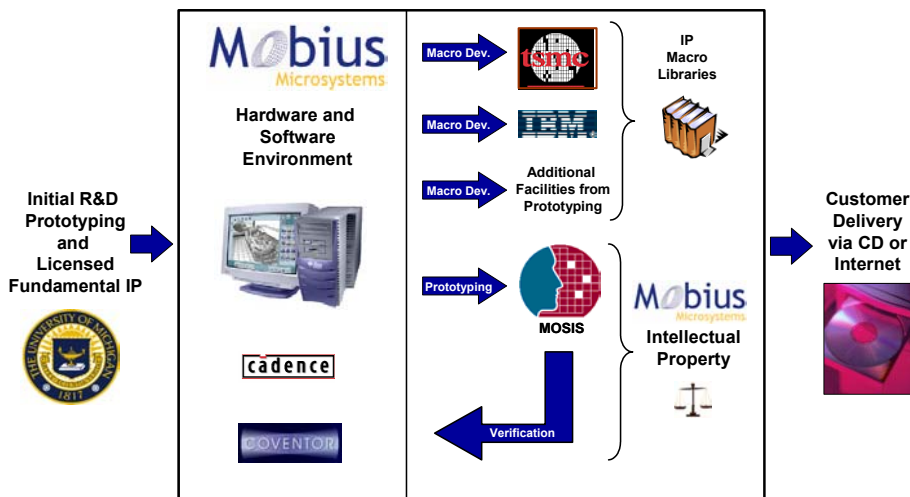 Initial R&D
Prototyping
and
Licensed
Fundamental IP
THE UNIVERSITY OF MICHIGAN
1817
Mobius
Microsystems
Hardware and
Software
Environment
cadence
COVENTOR
Macro Dev.
tsmc
Macro Dev.
IBM
Macro Dev.
Additional
Facilities from
Prototyping
IP
Macro
Libraries
Prototyping
MOSIS
Verification
Mobius
Microsystems
Intellectual
Property
Customer
Delivery
via CD or
Internet